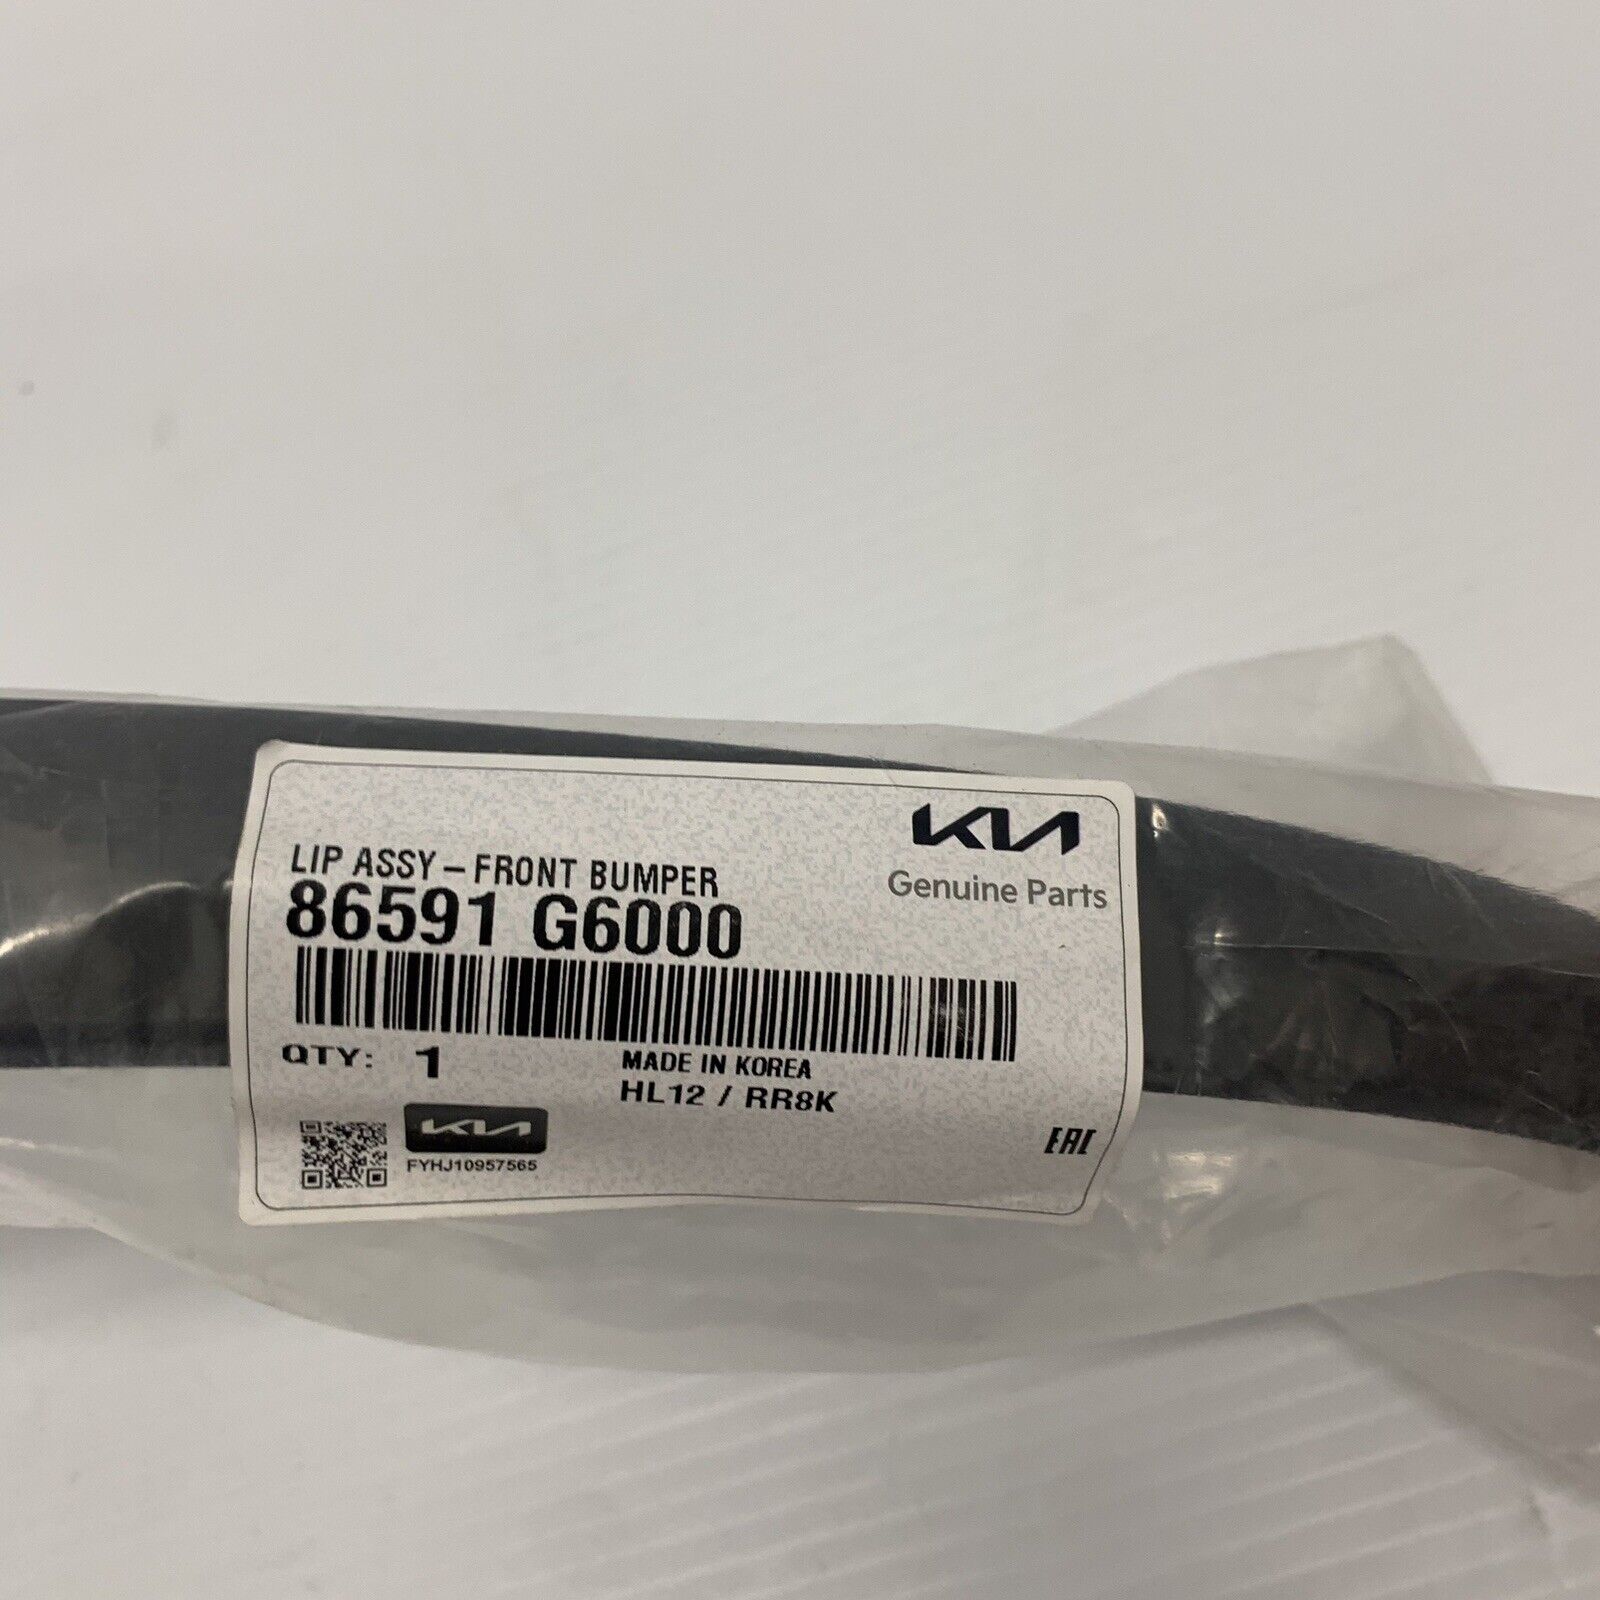 KIA
Genuine Parts
LIP ASSY-FRONT BUMPER
86591 G6000
QTY: 1
MADE IN KOREA
HL12 / RR8K
KIA
FYHJ10957565
EAC